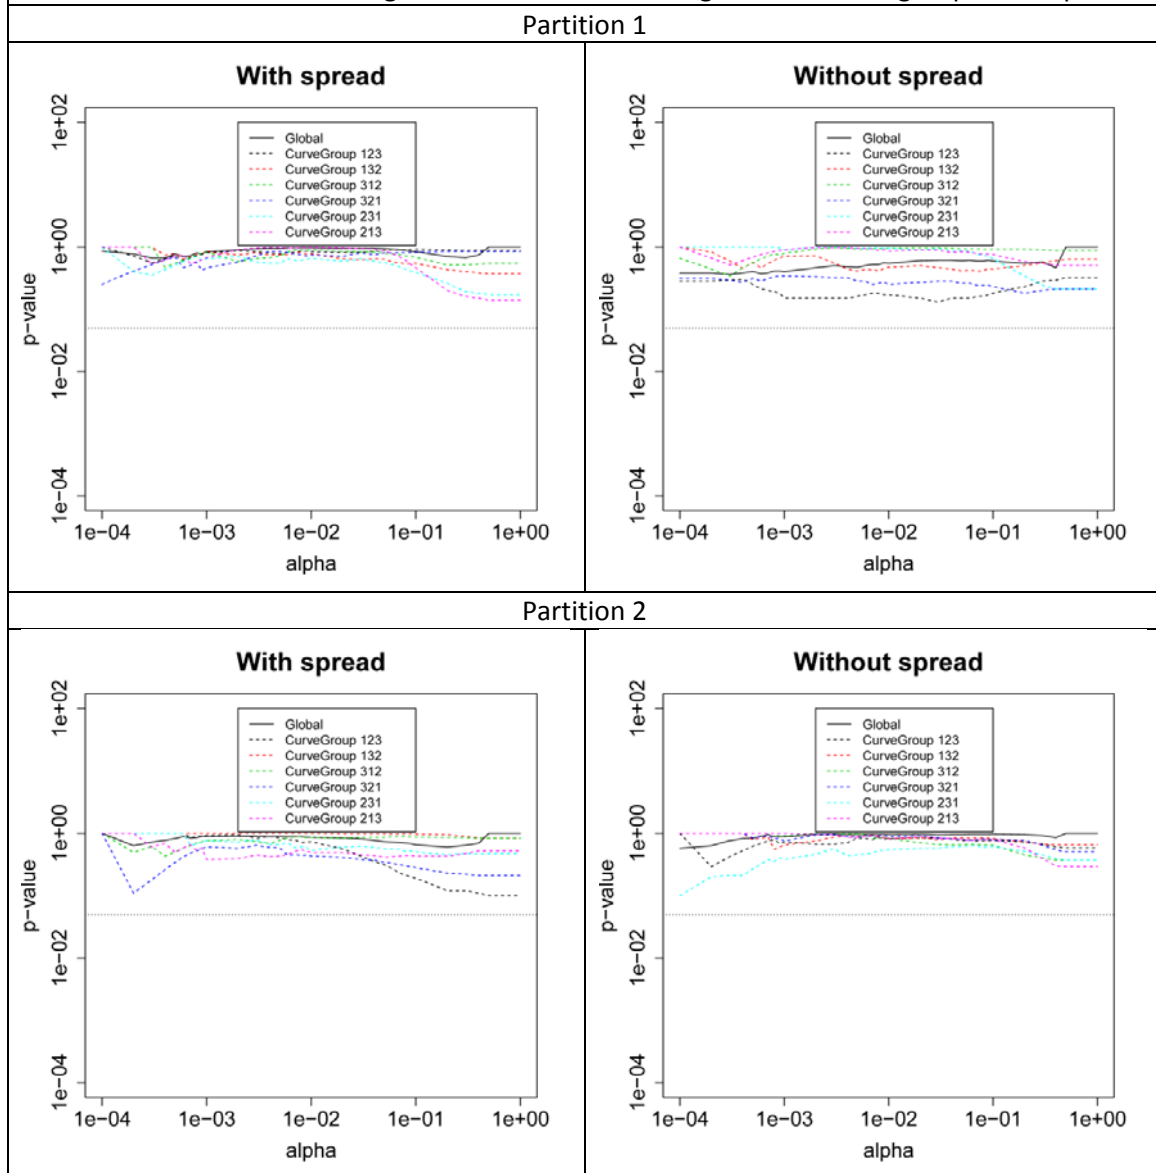 Partition 1
With spread
Global
CurveGroup 123
CurveGroup 132
CurveGroup 312
CurveGroup 321
CurveGroup 231
CurveGroup 213
p-value
1e+02
1e+00
1e-02
1e-04
1e-04 1e-03 1e-02 1e-01 1e+00
alpha
Without spread
Global
CurveGroup 123
CurveGroup 132
CurveGroup 312
CurveGroup 321
CurveGroup 231
CurveGroup 213
p-value
1e+02
1e+00
1e-02
1e-04
1e-04 1e-03 1e-02 1e-01 1e+00
alpha
Partition 2
With spread
Global
CurveGroup 123
CurveGroup 132
CurveGroup 312
CurveGroup 321
CurveGroup 231
CurveGroup 213
p-value
1e+02
1e+00
1e-02
1e-04
1e-04 1e-03 1e-02 1e-01 1e+00
alpha
Without spread
Global
CurveGroup 123
CurveGroup 132
CurveGroup 312
CurveGroup 321
CurveGroup 231
CurveGroup 213
p-value
1e+02
1e+00
1e-02
1e-04
1e-04 1e-03 1e-02 1e-01 1e+00
alpha